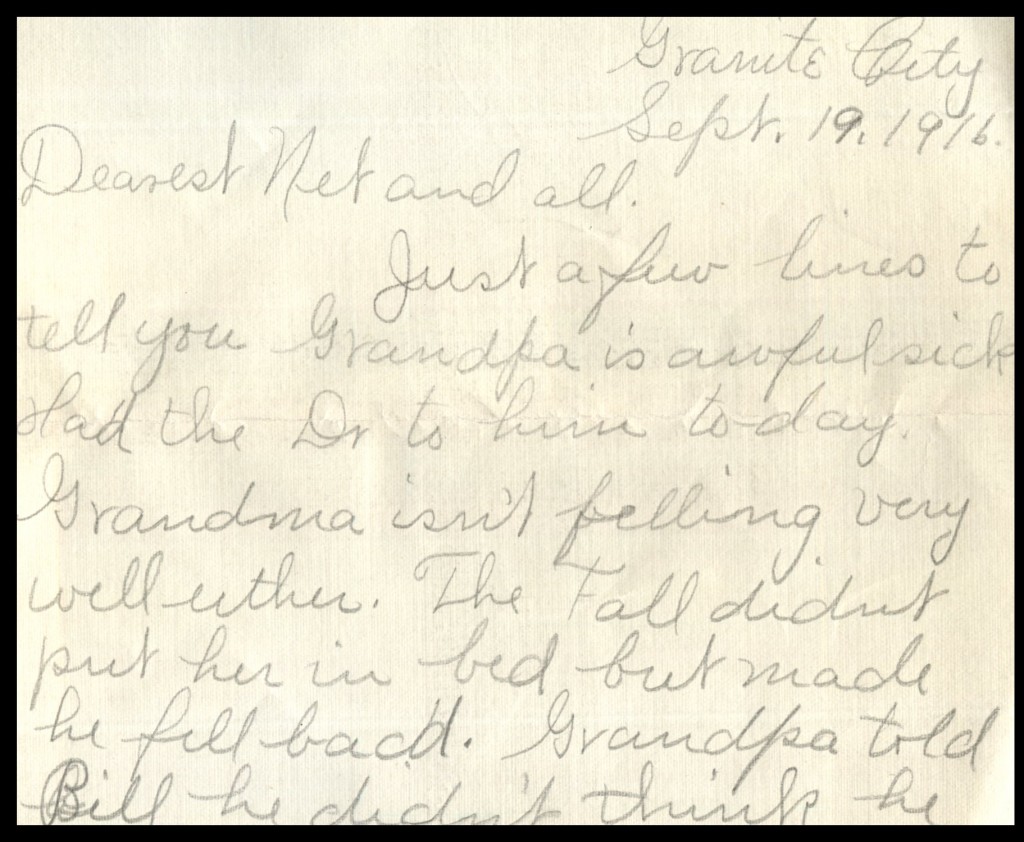 Granite City
Sept. 19, 1916.
Dearest Net and all.
Just a few lines to
tell you Grandpa is awful sick
Had the Dr to him to-day.
Grandma isn't felling very
well either. The Fall didnt
put her in bed but made
he fell bad.
Grandpa told
Bill he didn't think he